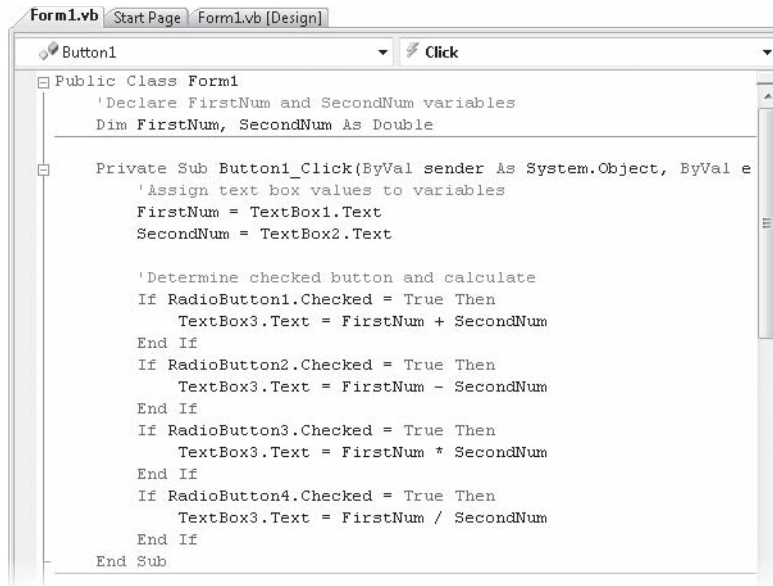 Form1.vb Start Page Form1.vb [Design]
Button1 Click
Public Class Form1
    'Declare FirstNum and SecondNum variables
    Dim FirstNum, SecondNum As Double

    Private Sub Button1_Click(ByVal sender As System.Object, ByVal e
        'Assign text box values to variables
        FirstNum = TextBox1.Text
        SecondNum = TextBox2.Text

        'Determine checked button and calculate
        If RadioButton1.Checked = True Then
            TextBox3.Text = FirstNum + SecondNum
        End If
        If RadioButton2.Checked = True Then
            TextBox3.Text = FirstNum - SecondNum
        End If
        If RadioButton3.Checked = True Then
            TextBox3.Text = FirstNum * SecondNum
        End If
        If RadioButton4.Checked = True Then
            TextBox3.Text = FirstNum / SecondNum
        End If
    End Sub